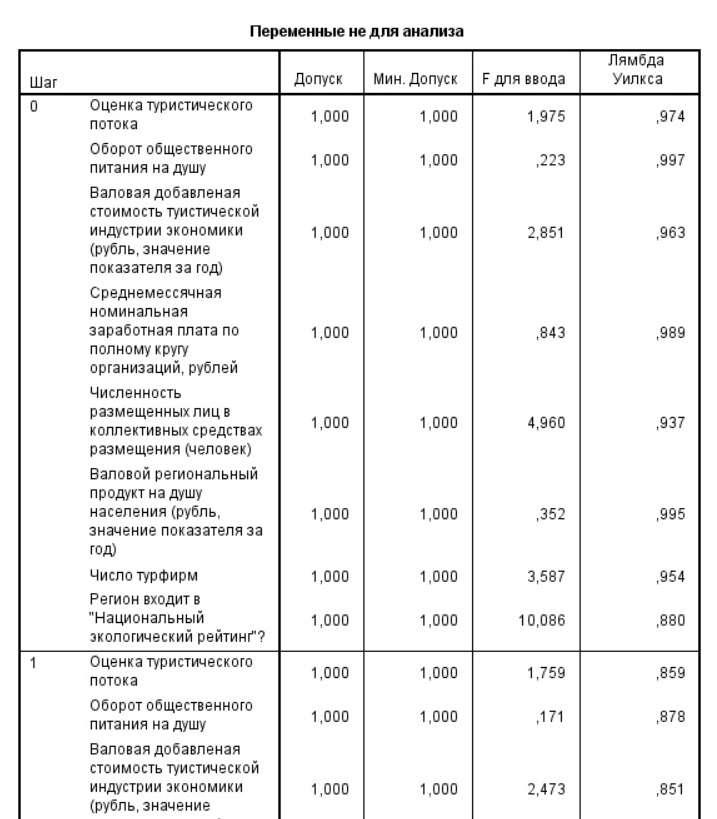 Переменные не для анализа
Шаг Допуск Мин. Допуск F для ввода Лямбда Уилкса
0 Оценка туристического
потока 1,000 1,000 1,975 ,974
Оборот общественного
питания на душу 1,000 1,000 ,223 ,997
Валовая добавленая
стоимость туистической
индустрии экономики 1,000 1,000 2,851 ,963
(рубль, значение
показателя за год)
Среднемессячная
номинальная
заработная плата по 1,000 1,000 ,843 ,989
полному кругу
организаций, рублей
Численность
размещенных лиц в
коллективных средствах 1,000 1,000 4,960 ,937
размещения (человек)
Валовой региональный
продукт на душу
населения (рубль, 1,000 1,000 ,352 ,995
значение показателя за
год)
Число турфирм 1,000 1,000 3,587 ,954
Регион входит в
"Национальный 1,000 1,000 10,086 ,880
экологический рейтинг"?
1 Оценка туристического
потока 1,000 1,000 1,759 ,859
Оборот общественного
питания на душу 1,000 1,000 ,171 ,878
Валовая добавленая
стоимость туистической
индустрии экономики 1,000 1,000 2,473 ,851
(рубль, значение